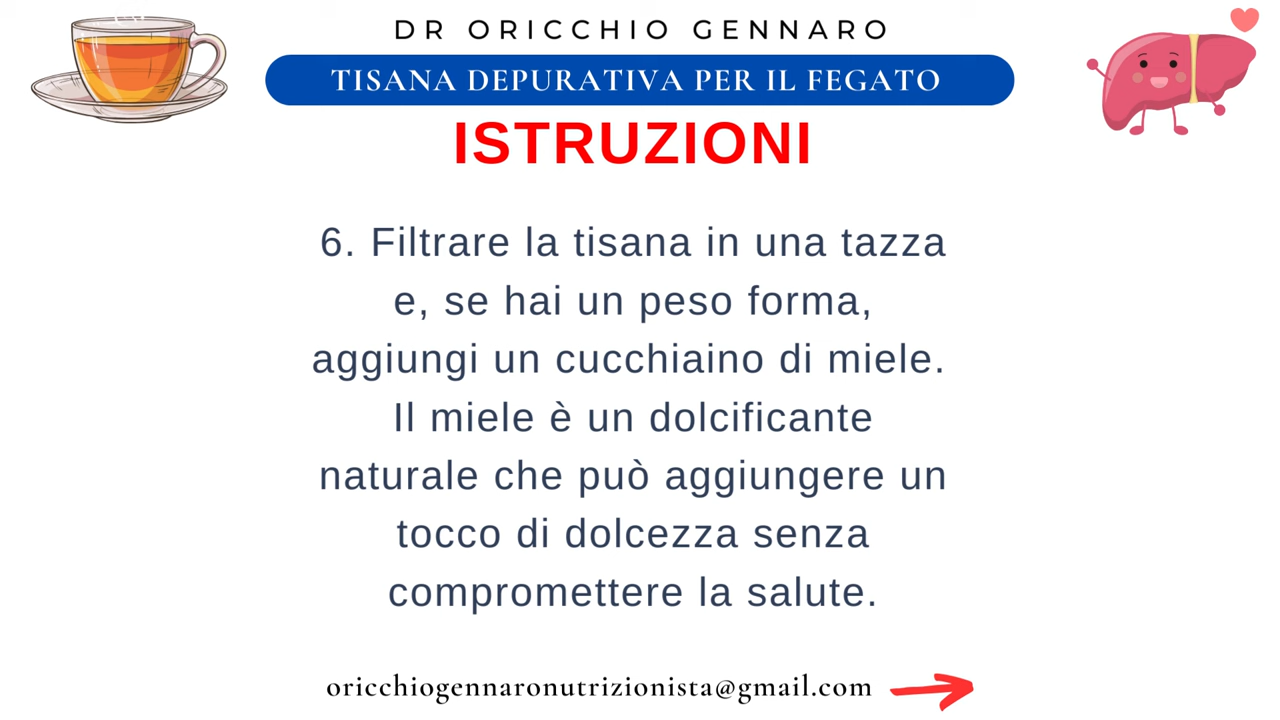 DR ORICCHIO GENNARO
TISANA DEPURATIVA PER IL FEGATO
ISTRUZIONI
6. Filtrare la tisana in una tazza
e, se hai un peso forma,
aggiungi un cucchiaino di miele.
Il miele è un dolcificante
naturale che può aggiungere un
tocco di dolcezza senza
compromettere la salute.
oricchiogennaronutrizionista@gmail.com